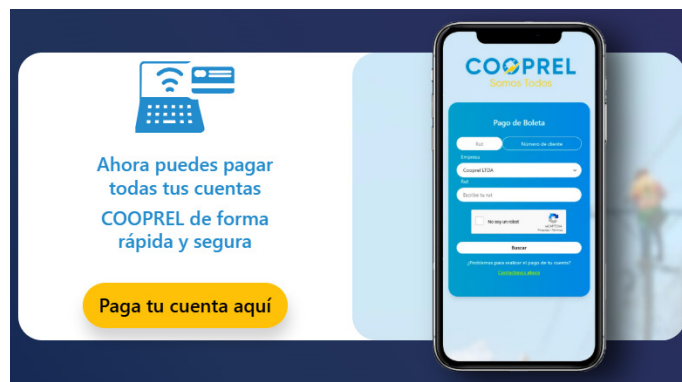 Ahora puedes pagar
todas tus cuentas
COOPREL de forma
rápida y segura
Paga tu cuenta aquí
COOPREL
Somos Todos
Pago de Boleta
Rut
Número de cliente
Empresa
Cooprel LTDA
Rut
Escribe tu rut
No soy un robot
reCAPTCHA
Buscar
¿Problemas para realizar el pago de tu cuenta?
Contáctanos ahora